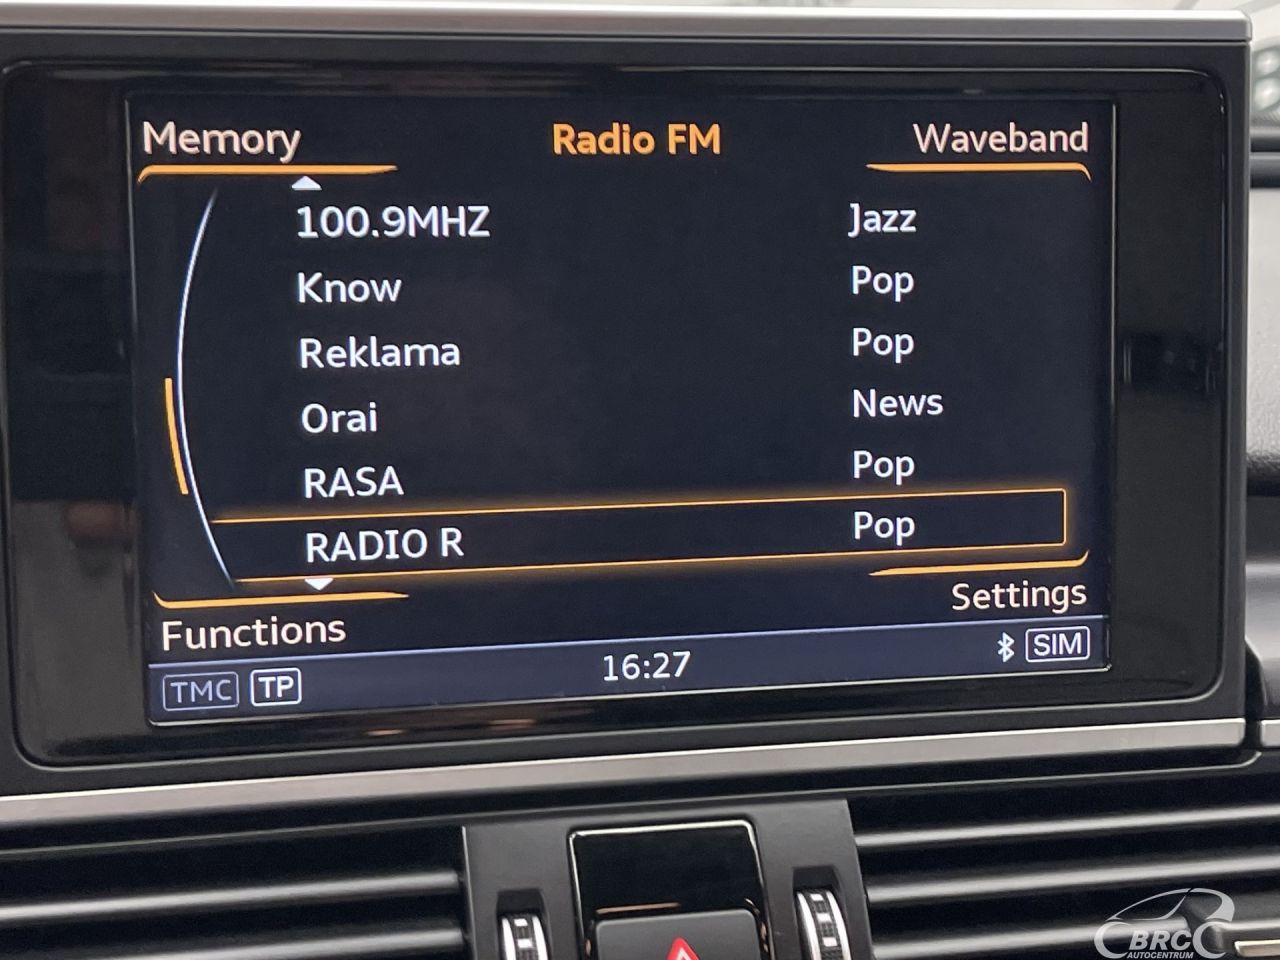 Memory Radio FM Waveband
100.9MHZ Jazz
Know Pop
Reklama Pop
Orai News
RASA Pop
RADIO R Pop
Functions Settings
TMC TP 16:27 SIM
BRC
AUTOCENTRUM